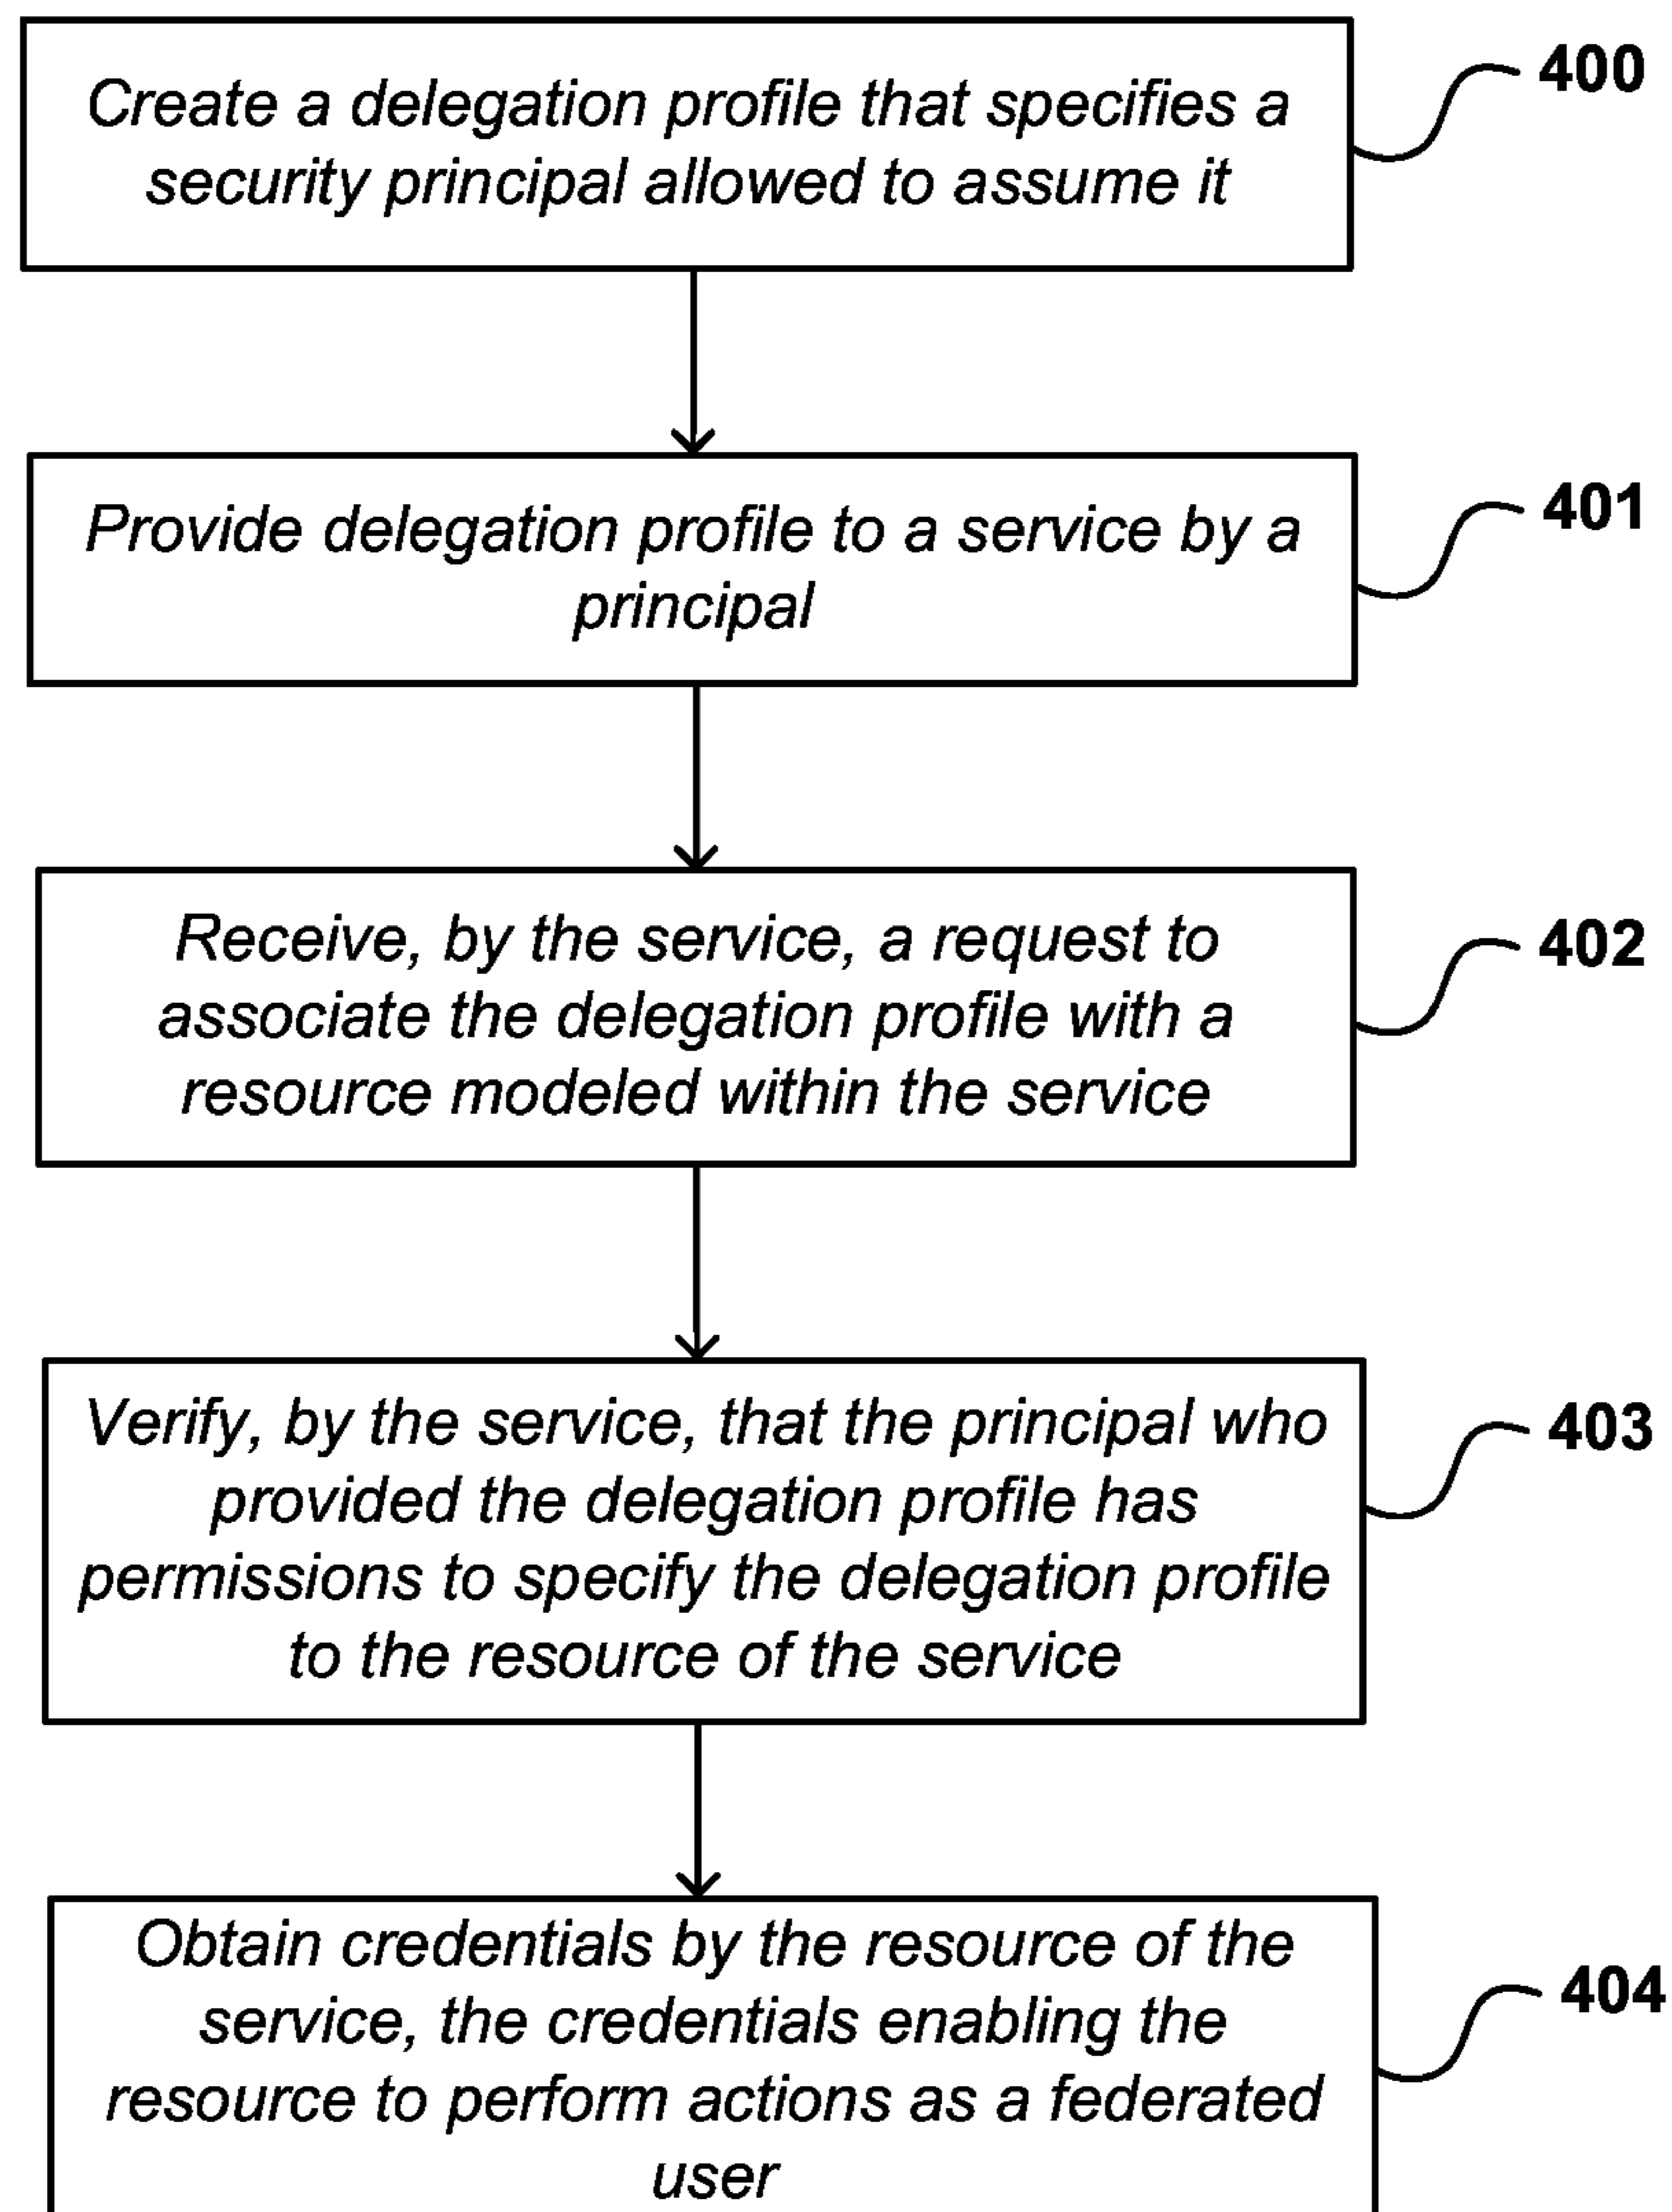 Create a delegation profile that specifies a
security principal allowed to assume it
400
Provide delegation profile to a service by a
principal
401
Receive, by the service, a request to
associate the delegation profile with a
resource modeled within the service
402
Verify, by the service, that the principal who
provided the delegation profile has
permissions to specify the delegation profile
to the resource of the service
403
Obtain credentials by the resource of the
service, the credentials enabling the
resource to perform actions as a federated
user
404